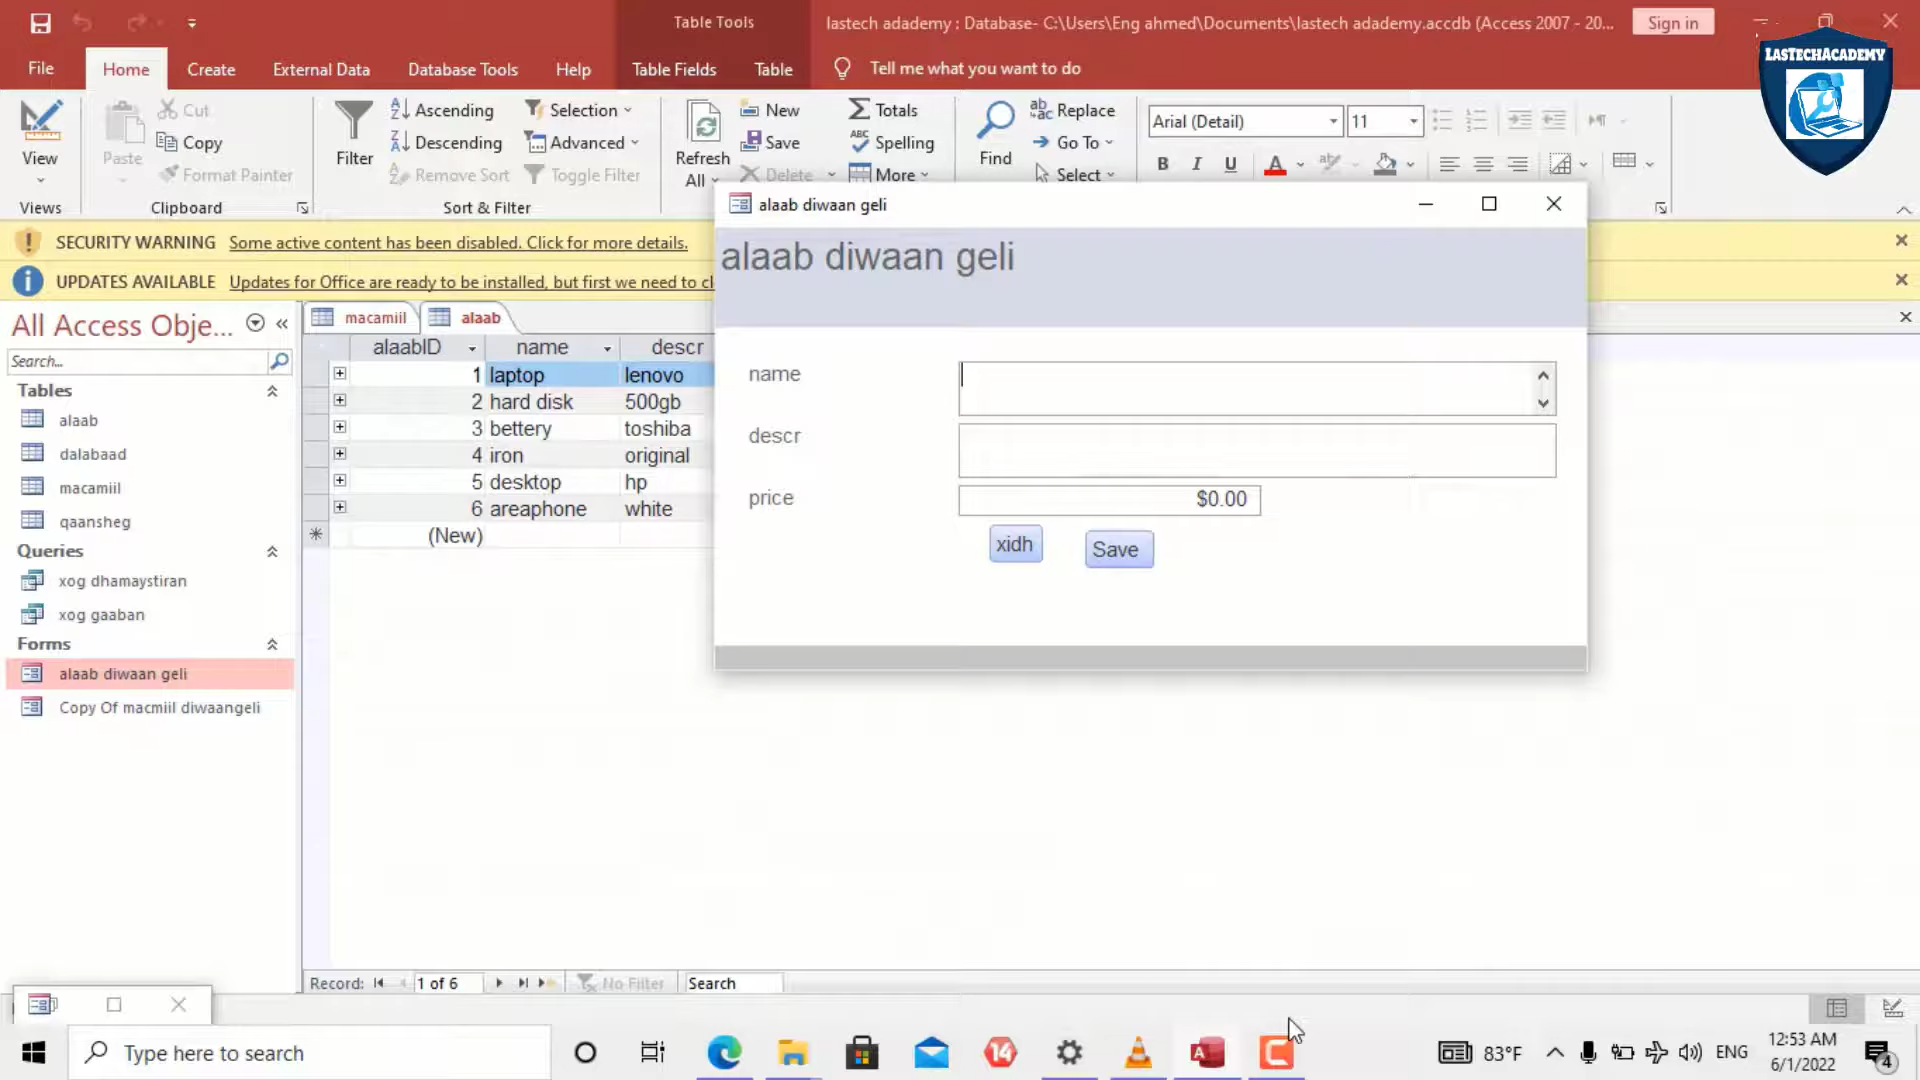 Table Tools
lastech adademy : Database- C:\Users\Eng ahmed\Documents\lastech adademy.accdb (Access 2007 - 20...
Sign in
File
Home
Create
External Data
Database Tools
Help
Table Fields
Table
Tell me what you want to do
LASTECHACADEMY
View
Views
Paste
Cut
Copy
Format Painter
Clipboard
Filter
Ascending
Descending
Remove Sort
Selection
Advanced
Toggle Filter
Sort & Filter
Refresh
All
New
Save
Delete
Totals
Spelling
More
Find
Replace
Go To
Select
Arial (Detail)
11
B I U A
SECURITY WARNING Some active content has been disabled. Click for more details.
UPDATES AVAILABLE Updates for Office are ready to be installed, but first we need to cl
All Access Obje...
Search...
Tables
alaab
dalabaad
macamiil
qaansheg
Queries
xog dhamaystiran
xog gaaban
Forms
alaab diwaan geli
Copy Of macmiil diwaangeli
macamiil
alaab
alaabID name descr
1 laptop lenovo
2 hard disk 500gb
3 bettery toshiba
4 iron original
5 desktop hp
6 areaphone white
(New)
alaab diwaan geli
alaab diwaan geli
name
descr
price
$0.00
xidh
Save
Record: 1 of 6 No Filter Search
Type here to search
14
83°F
ENG
12:53 AM
6/1/2022
4